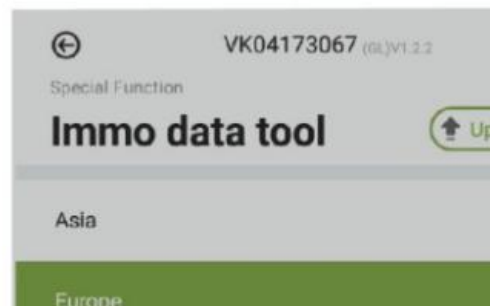 VK04173067 (GL)V1.2.2
Special Function
Immo data tool
Up
Asia
Europe